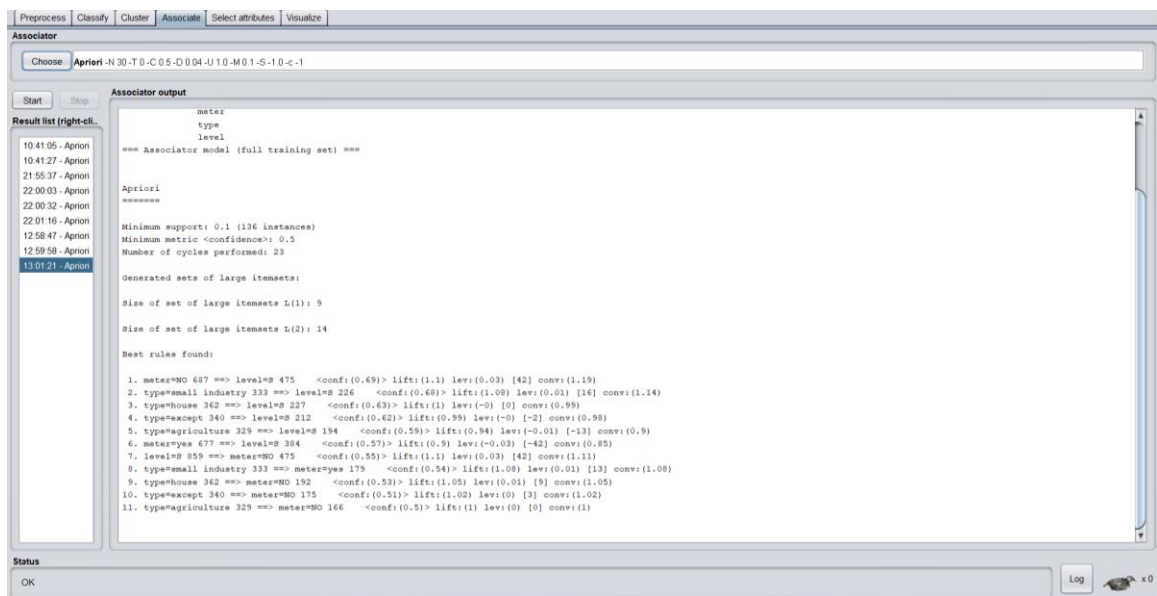 Preprocess Classify Cluster Associate Select attributes Visualize
Associator
Choose Apriori -N 30 -T 0 -C 0.5 -D 0.04 -U 1.0 -M 0.1 -S -1.0 -c -1
Start Stop
Associator output
Result list (right-cli...
10:41:05 - Apriori
10:41:27 - Apriori
21:55:37 - Apriori
22:00:03 - Apriori
22:00:32 - Apriori
22:01:16 - Apriori
12:58:47 - Apriori
12:59:58 - Apriori
13:01:21 - Apriori
meter
type
level
=== Associator model (full training set) ===
Apriori
=======
Minimum support: 0.1 (136 instances)
Minimum metric <confidence>: 0.5
Number of cycles performed: 23
Generated sets of large itemsets:
Size of set of large itemsets L(1): 9
Size of set of large itemsets L(2): 14
Best rules found:
1. meter=NO 687 ==> level=S 475 <conf:(0.69)> lift:(1.1) lev:(0.03) [42] conv:(1.19)
2. type=small industry 333 ==> level=S 226 <conf:(0.68)> lift:(1.08) lev:(0.01) [16] conv:(1.14)
3. type=house 362 ==> level=S 227 <conf:(0.63)> lift:(1) lev:(-0) [0] conv:(0.99)
4. type=except 340 ==> level=S 212 <conf:(0.62)> lift:(0.99) lev:(-0) [-2] conv:(0.98)
5. type=agriculture 329 ==> level=S 194 <conf:(0.59)> lift:(0.94) lev:(-0.01) [-13] conv:(0.9)
6. meter=yes 677 ==> level=S 384 <conf:(0.57)> lift:(0.9) lev:(-0.03) [-42] conv:(0.85)
7. level=S 859 ==> meter=NO 475 <conf:(0.55)> lift:(1.1) lev:(0.03) [42] conv:(1.11)
8. type=small industry 333 ==> meter=yes 179 <conf:(0.54)> lift:(1.08) lev:(0.01) [13] conv:(1.08)
9. type=house 362 ==> meter=NO 192 <conf:(0.53)> lift:(1.05) lev:(0.01) [9] conv:(1.05)
10. type=except 340 ==> meter=NO 175 <conf:(0.51)> lift:(1.02) lev:(0) [3] conv:(1.02)
11. type=agriculture 329 ==> meter=NO 166 <conf:(0.5)> lift:(1) lev:(0) [0] conv:(1)
Status
OK
Log x 0